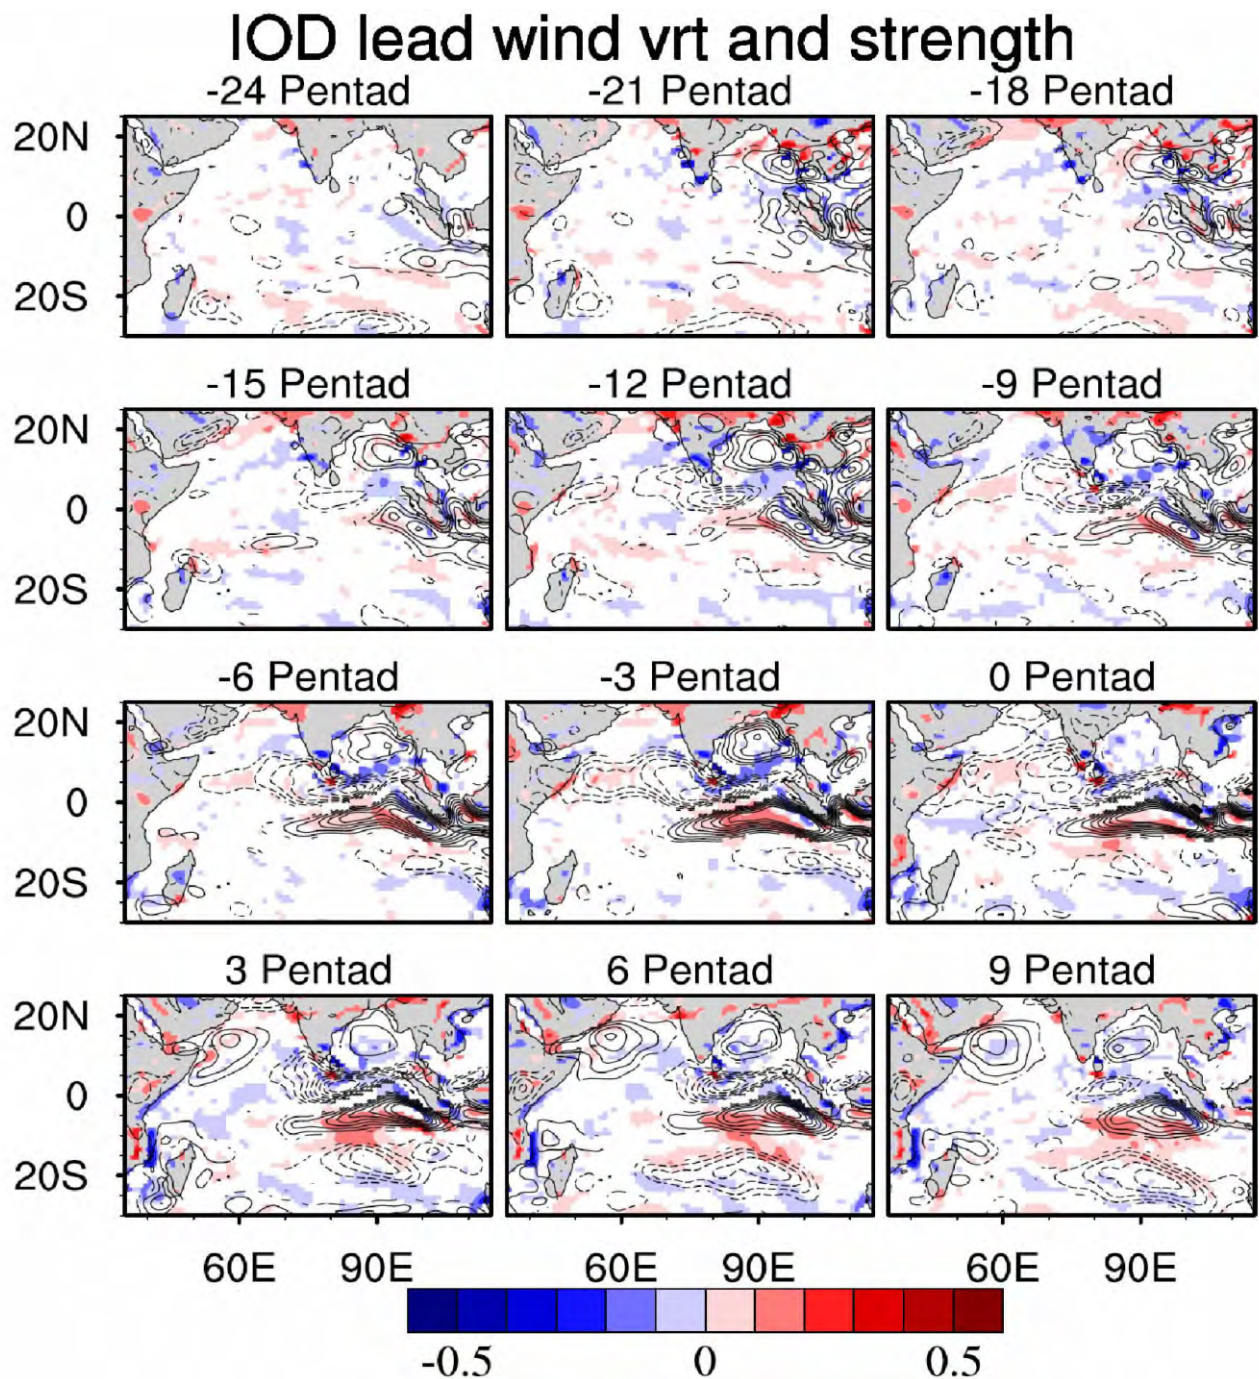 IOD lead wind vrt and strength
-24 Pentad
-21 Pentad
-18 Pentad
20N
0
20S
-15 Pentad
-12 Pentad
-9 Pentad
20N
0
20S
-6 Pentad
-3 Pentad
0 Pentad
20N
0
20S
3 Pentad
6 Pentad
9 Pentad
20N
0
20S
60E
90E
60E
90E
60E
90E
-0.5
0
0.5